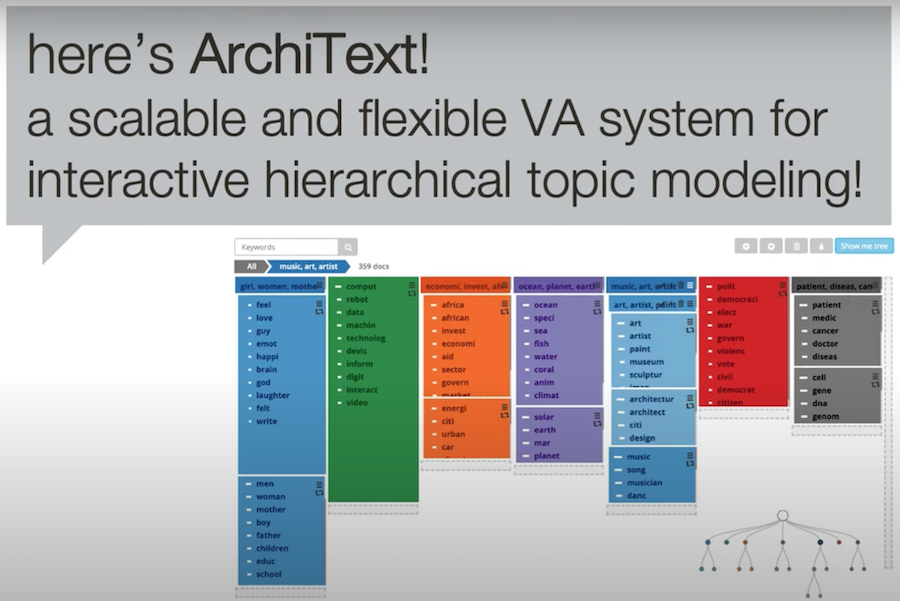 here's ArchiText!
a scalable and flexible VA system for
interactive hierarchical topic modeling!
Keywords
Show me tree
All
music, art, artist
359 docs
girl, women, mothe
feel
love
guy
emot
happi
brain
god
laughter
felt
write
men
woman
mother
boy
father
children
educ
school
comput
robot
data
machin
technolog
devic
inform
digit
interact
video
economi, invest, afri
africa
african
invest
economi
aid
sector
govern
market
energi
citi
urban
car
ocean, planet, earth
ocean
speci
sea
fish
water
coral
anim
climat
solar
earth
mar
planet
music, art, artist
art, artist, paint
art
artist
paint
museum
sculptur
architectur
architect
citi
design
music
song
musician
danc
polit
democraci
elect
war
govern
violenc
vote
civil
democrat
citizen
patient, diseas, can
patient
medic
cancer
doctor
diseas
cell
gene
dna
genom